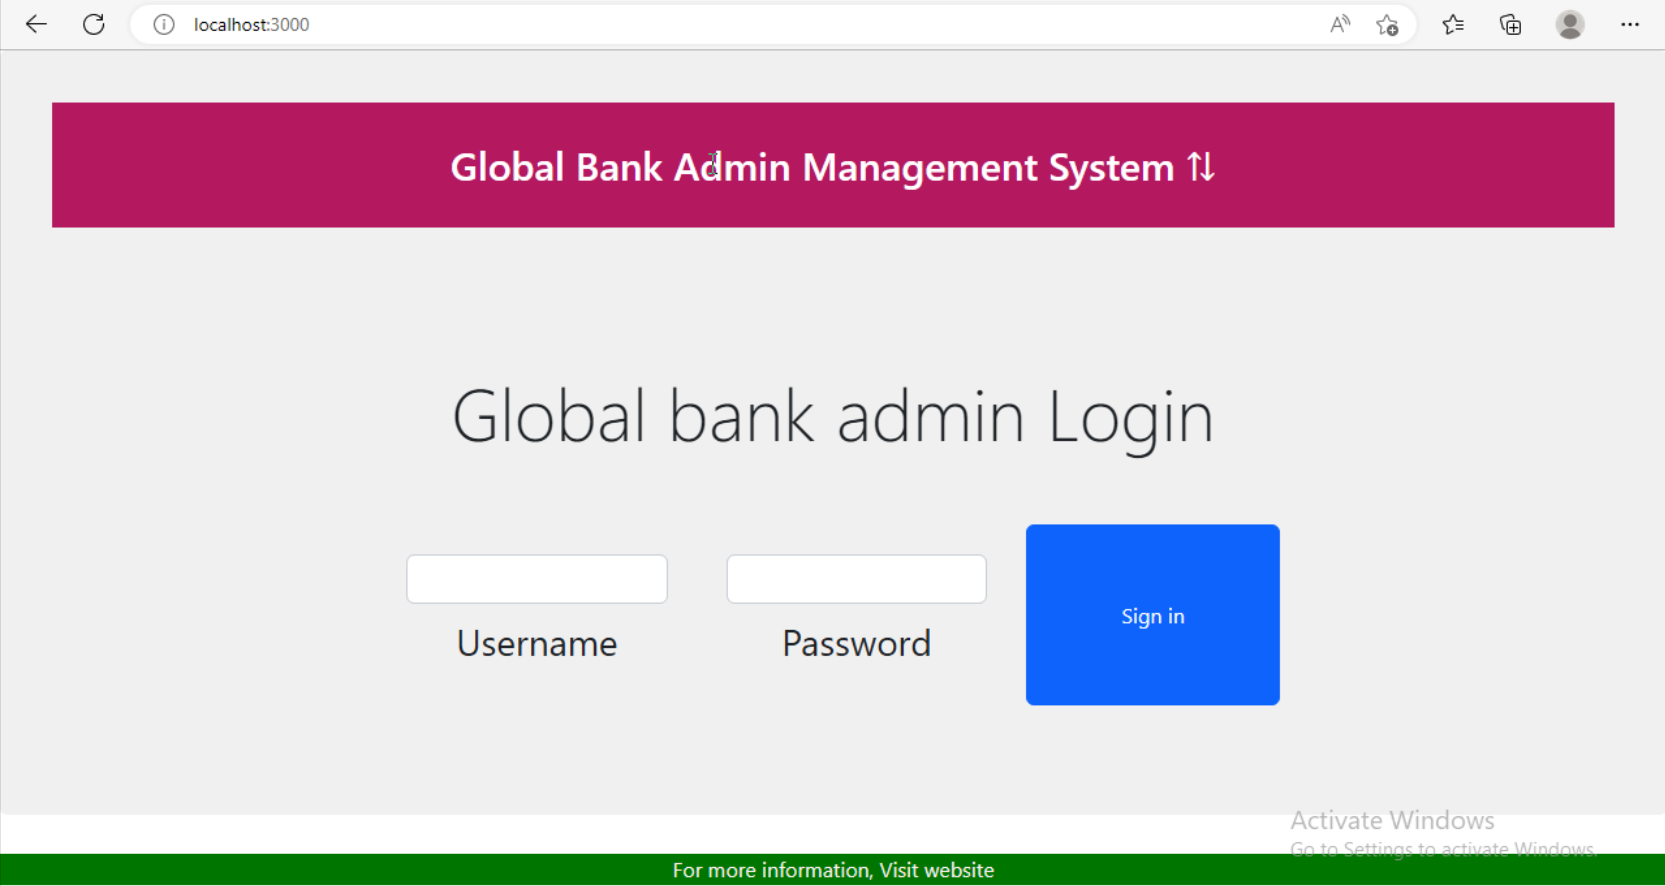 localhost:3000
Global Bank Admin Management System ⇅
Global bank admin Login
Username
Password
Sign in
Activate Windows
Go to Settings to activate Windows.
For more information, Visit website